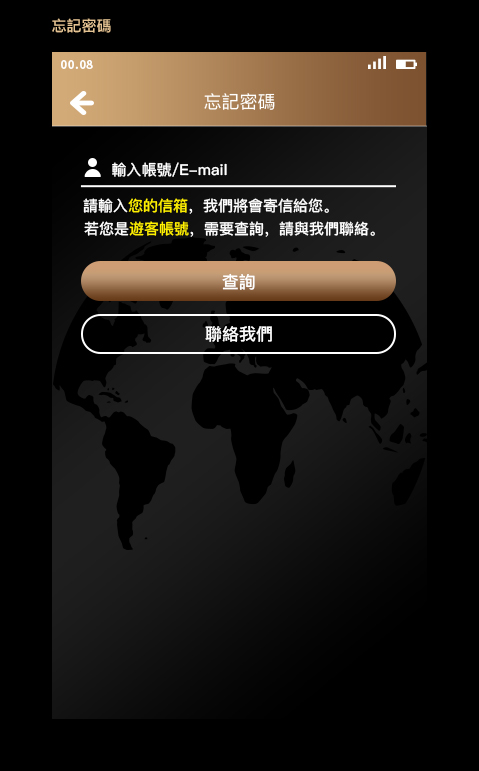 忘記密碼
00.08
忘記密碼
輸入帳號/E-mail
請輸入您的信箱，我們將會寄信給您。
若您是遊客帳號，需要查詢，請與我們聯絡。
查詢
聯絡我們